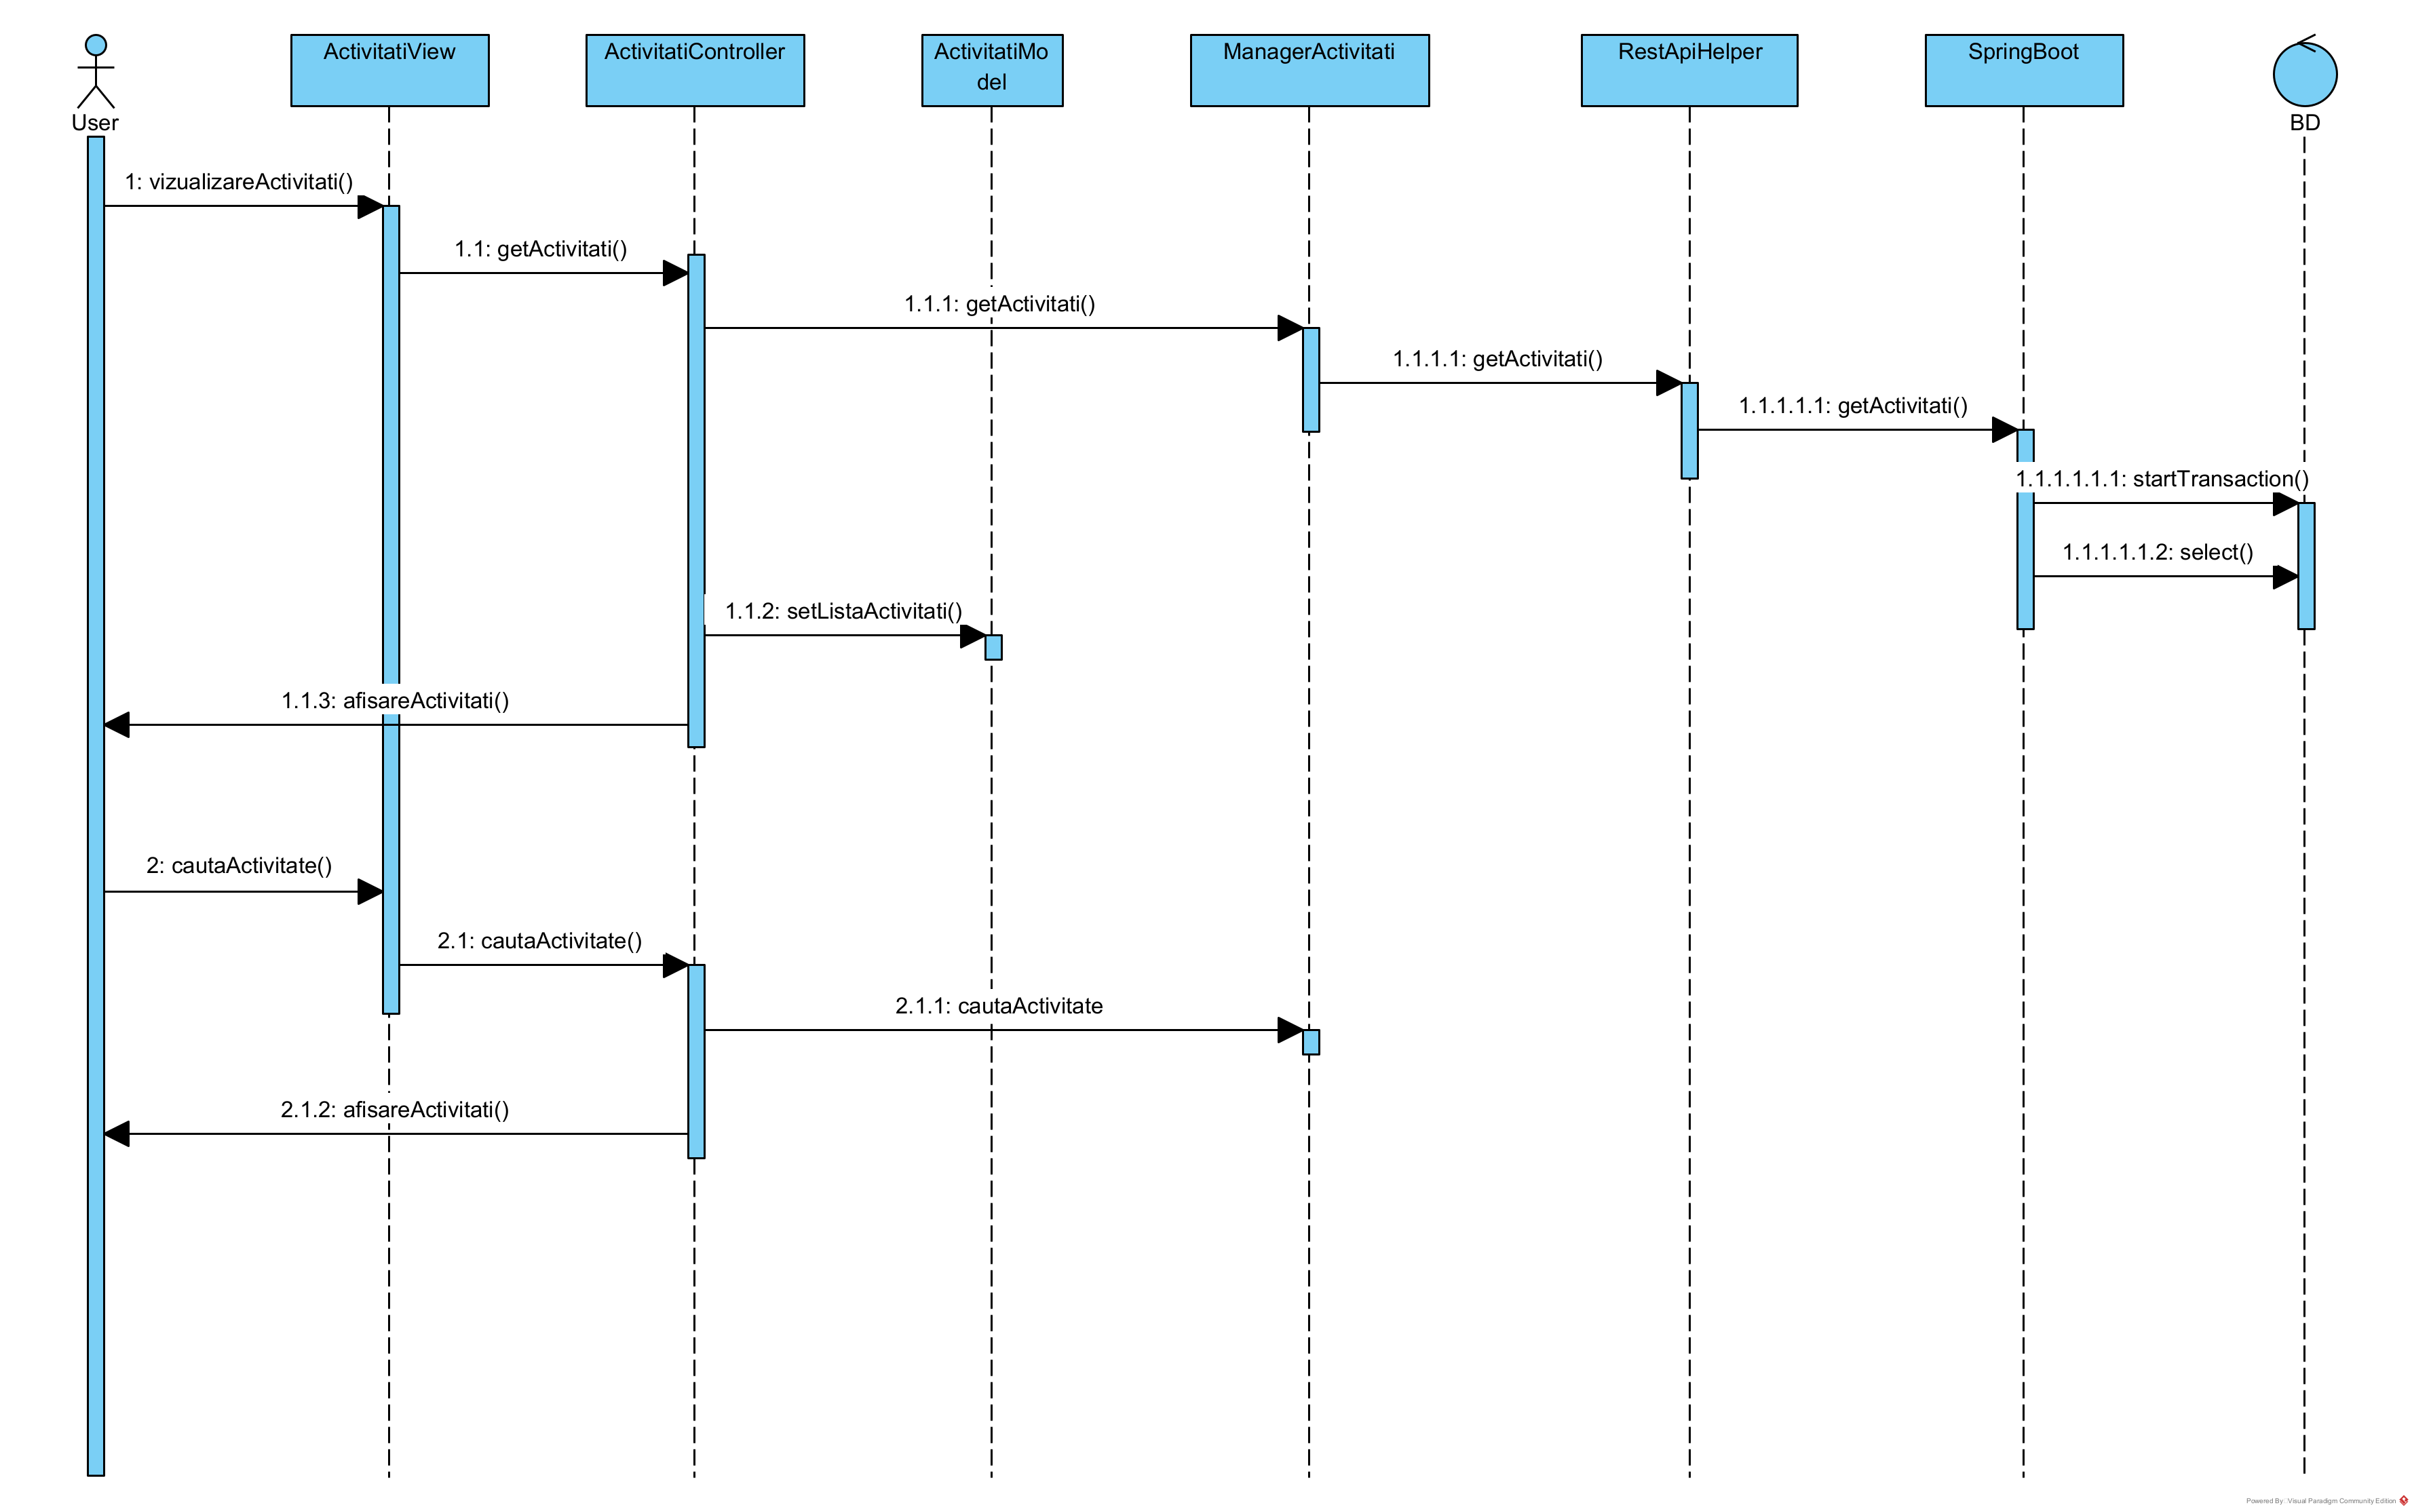 User
ActivitatiView
ActivitatiController
ActivitatiMo
del
ManagerActivitati
RestApiHelper
SpringBoot
BD
1: vizualizareActivitati()
1.1: getActivitati()
1.1.1: getActivitati()
1.1.1.1: getActivitati()
1.1.1.1.1: getActivitati()
1.1.1.1.1.1: startTransaction()
1.1.1.1.1.2: select()
1.1.2: setListaActivitati()
1.1.3: afisareActivitati()
2: cautaActivitate()
2.1: cautaActivitate()
2.1.1: cautaActivitate
2.1.2: afisareActivitati()
Powered By Visual Paradigm Community Edition